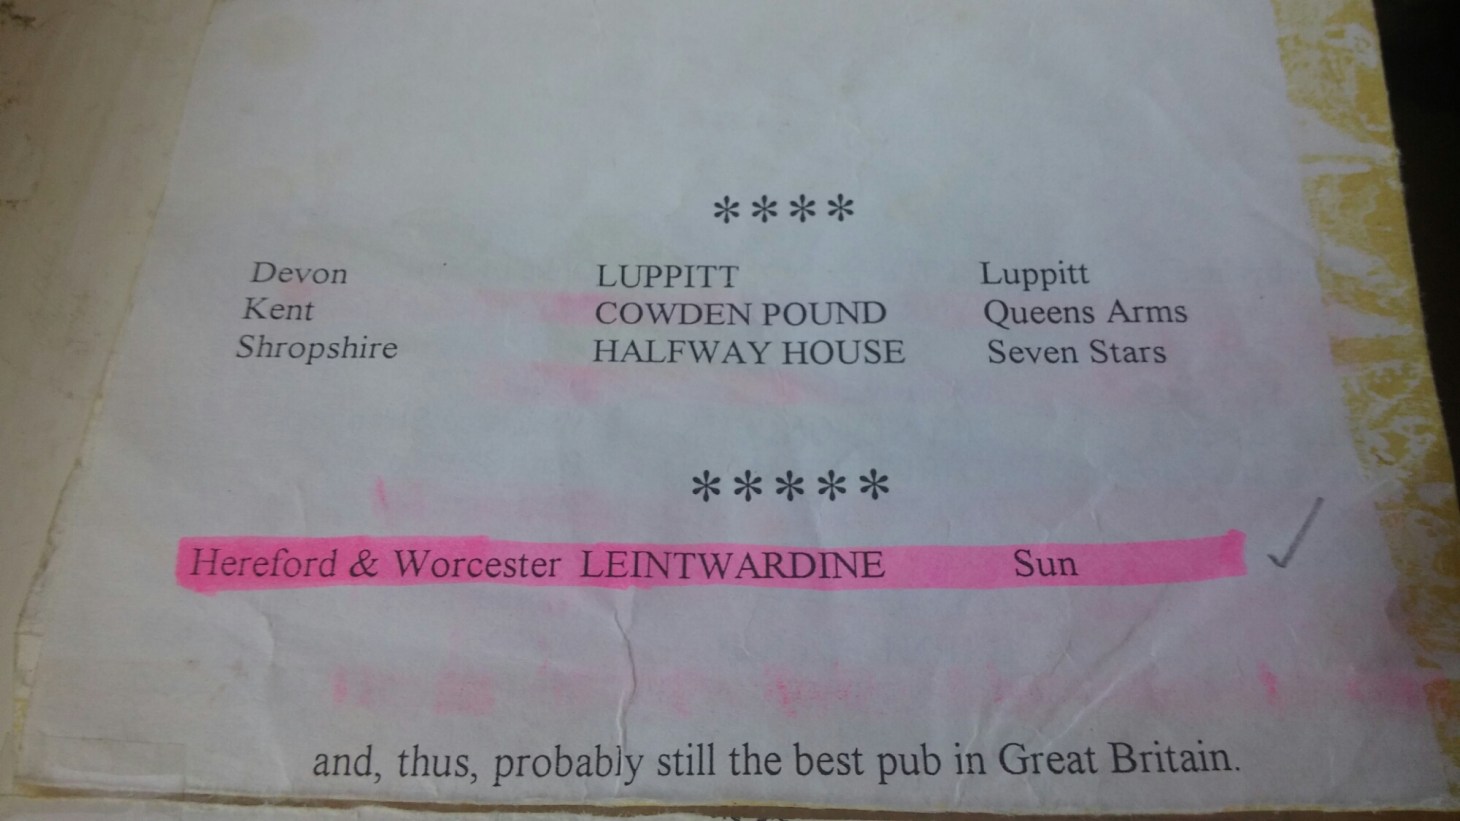 ****
Devon LUPPITT Luppitt
Kent COWDEN POUND Queens Arms
Shropshire HALFWAY HOUSE Seven Stars
*****
Hereford & Worcester LEINTWARDINE Sun
and, thus, probably still the best pub in Great Britain.